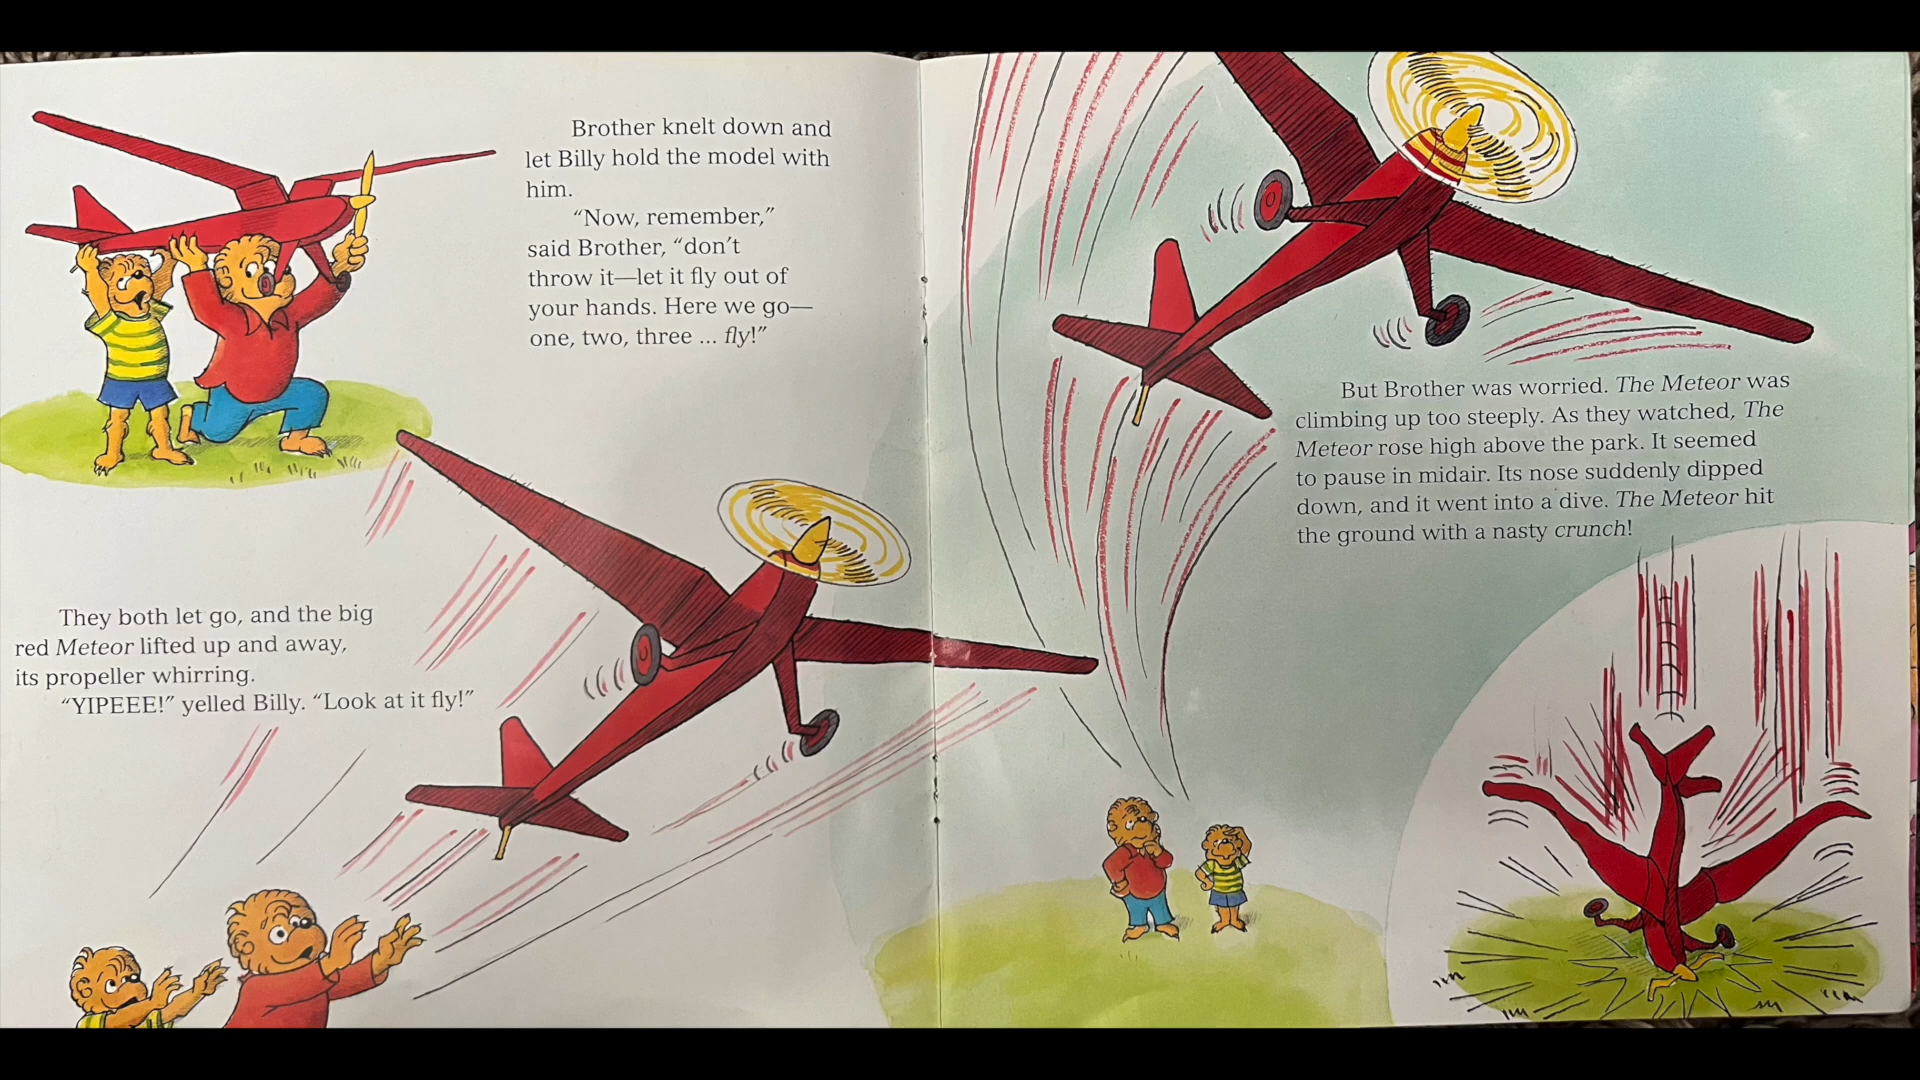 Brother knelt down and
let Billy hold the model with
him.
“Now, remember,”
said Brother, “don’t
throw it—let it fly out of
your hands. Here we go—
one, two, three ... fly!”
They both let go, and the big
red Meteor lifted up and away,
its propeller whirring.
“YIPEEE!” yelled Billy. “Look at it fly!”
But Brother was worried. The Meteor was
climbing up too steeply. As they watched, The
Meteor rose high above the park. It seemed
to pause in midair. Its nose suddenly dipped
down, and it went into a dive. The Meteor hit
the ground with a nasty crunch!